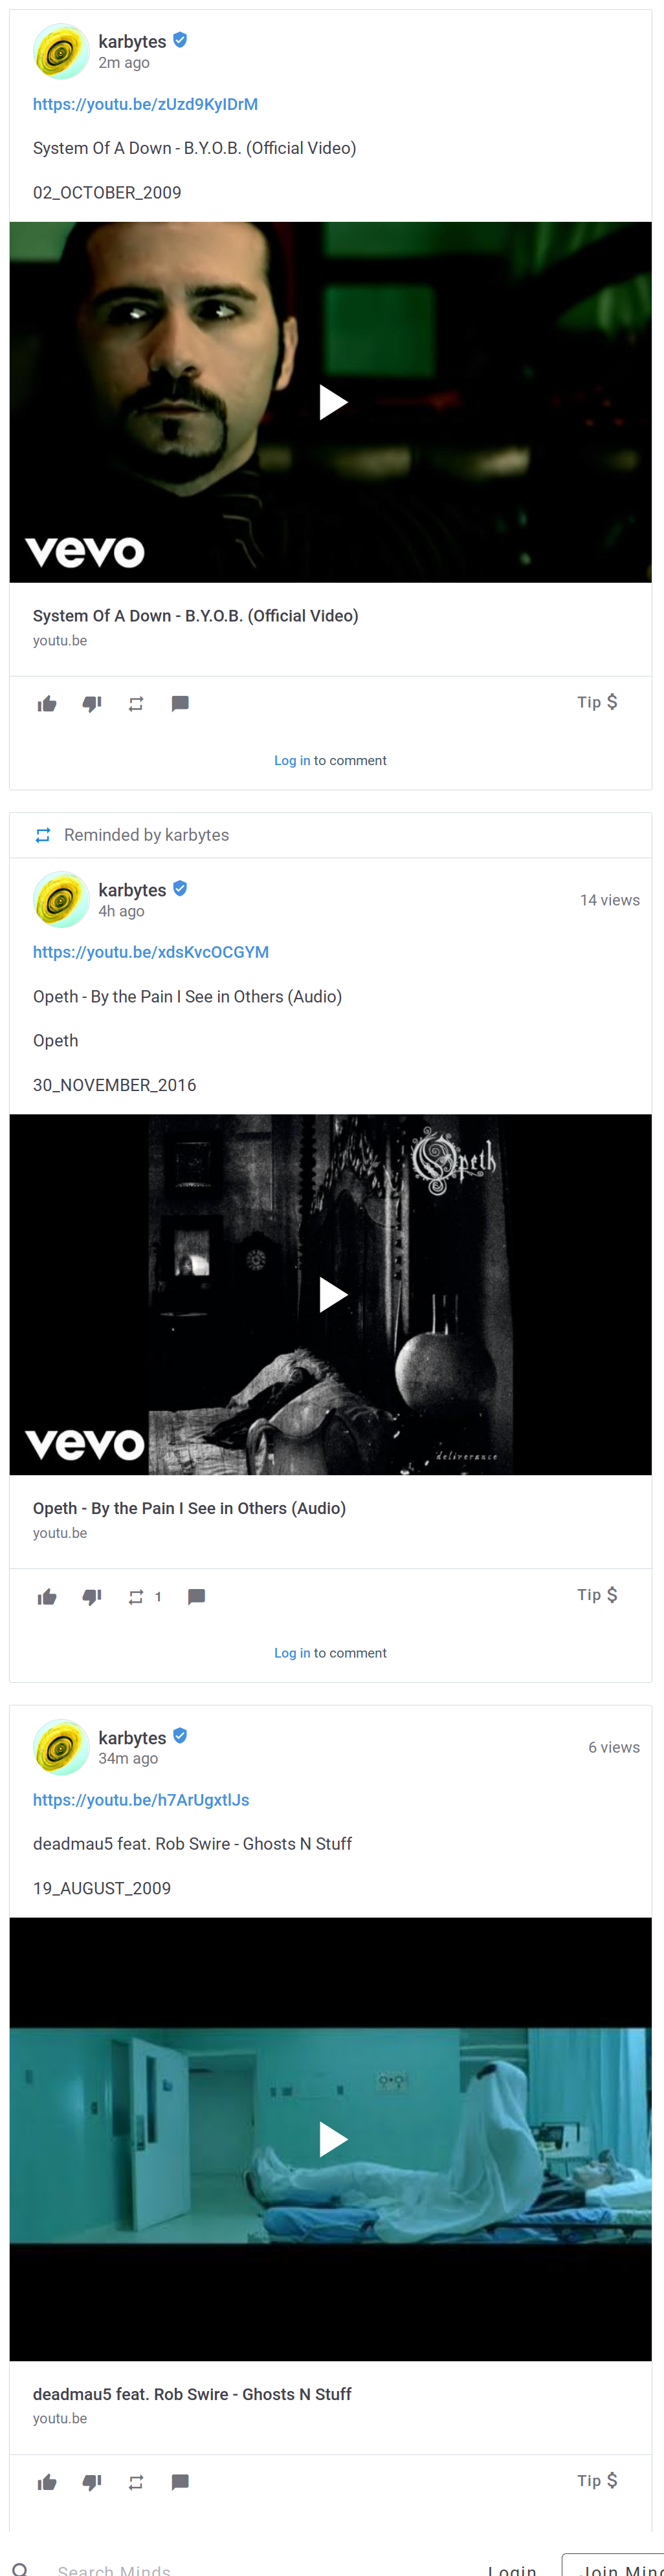 karbytes
2m ago
https://youtu.be/zUzd9KyIDrM
System Of A Down - B.Y.O.B. (Official Video)
02_OCTOBER_2009
vevo
System Of A Down - B.Y.O.B. (Official Video)
youtu.be
Tip $
Log in to comment
Reminded by karbytes
karbytes
4h ago
14 views
https://youtu.be/xdsKvcOCGYM
Opeth - By the Pain I See in Others (Audio)
Opeth
30_NOVEMBER_2016
Opeth
vevo
deliverance
Opeth - By the Pain I See in Others (Audio)
youtu.be
1
Tip $
Log in to comment
karbytes
34m ago
6 views
https://youtu.be/h7ArUgxtlJs
deadmau5 feat. Rob Swire - Ghosts N Stuff
19_AUGUST_2009
deadmau5 feat. Rob Swire - Ghosts N Stuff
youtu.be
Tip $
Search Minds
Login
Join Mind